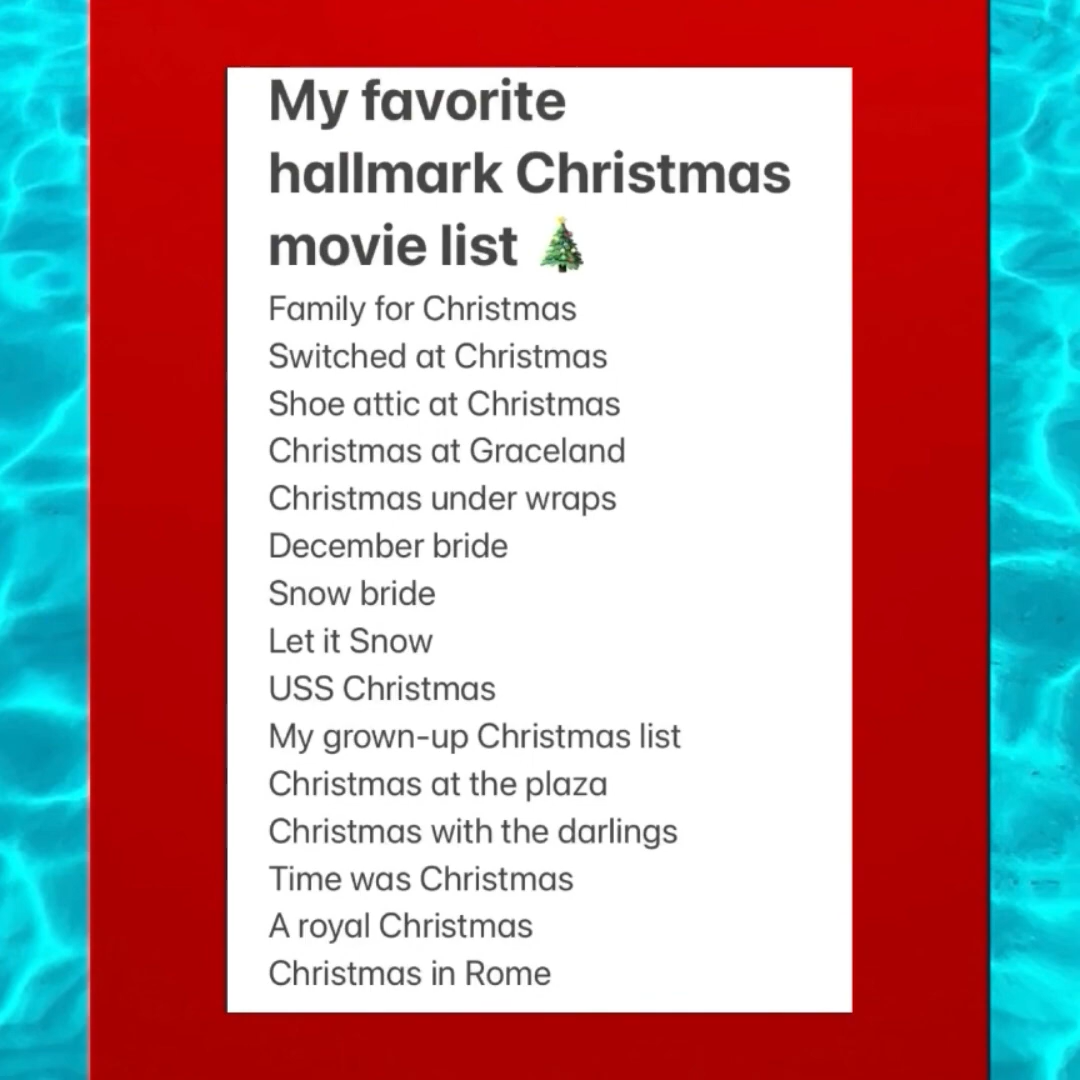 My favorite
hallmark Christmas
movie list 🎄
Family for Christmas
Switched at Christmas
Shoe attic at Christmas
Christmas at Graceland
Christmas under wraps
December bride
Snow bride
Let it Snow
USS Christmas
My grown-up Christmas list
Christmas at the plaza
Christmas with the darlings
Time was Christmas
A royal Christmas
Christmas in Rome